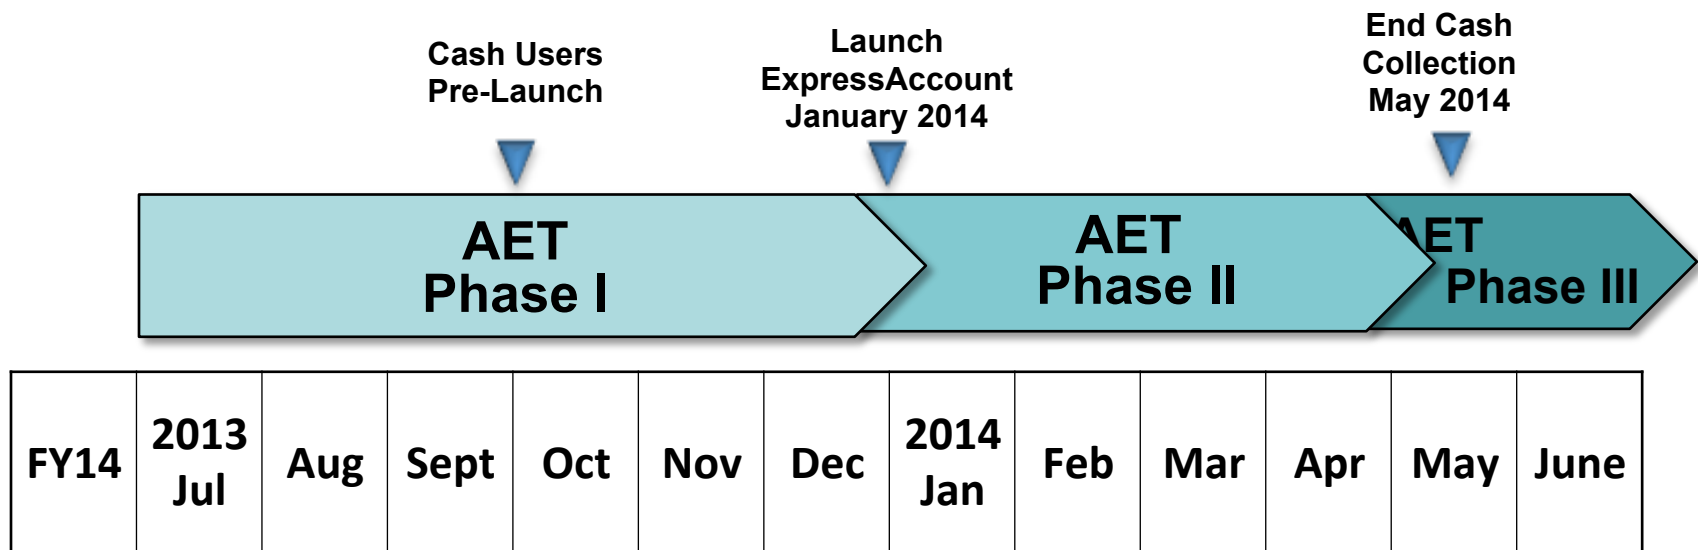 Cash Users
Pre-Launch
Launch
ExpressAccount
January 2014
End Cash
Collection
May 2014
AET
Phase I
AET
Phase II
AET
Phase III
FY14
2013
Jul
Aug
Sept
Oct
Nov
Dec
2014
Jan
Feb
Mar
Apr
May
June